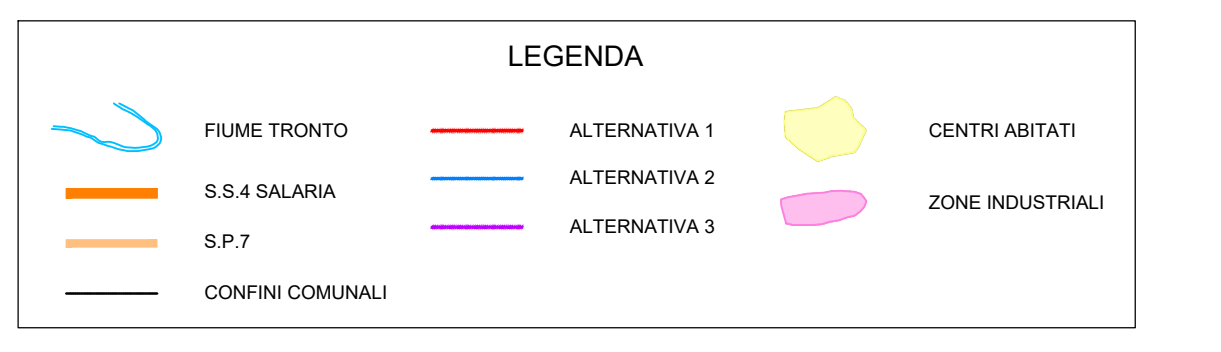 LEGENDA
FIUME TRONTO
S.S.4 SALARIA
S.P.7
CONFINI COMUNALI
ALTERNATIVA 1
ALTERNATIVA 2
ALTERNATIVA 3
CENTRI ABITATI
ZONE INDUSTRIALI